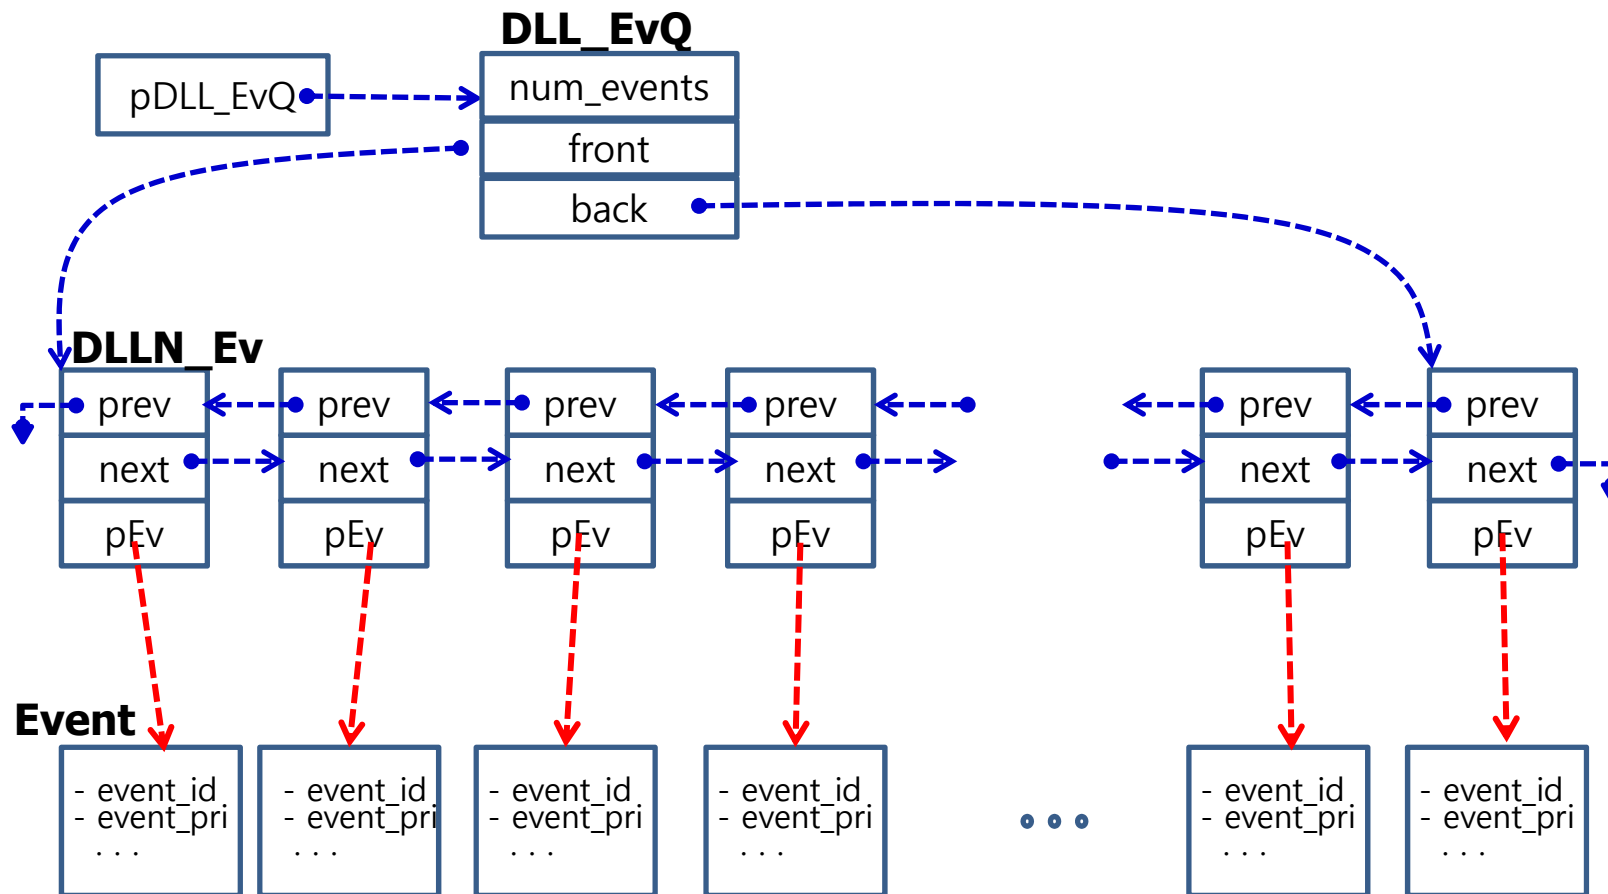 DLL_EvQ
pDLL_EvQ
num_events
front
back
DLLN_Ev
prev prev prev prev prev prev
next next next next next next
pEv pEv pEv pEv pEv pEv
Event
- event_id - event_id - event_id - event_id - event_id - event_id
- event_pri - event_pri - event_pri - event_pri - event_pri - event_pri
. . . . . . . . . . . . . . . . . .